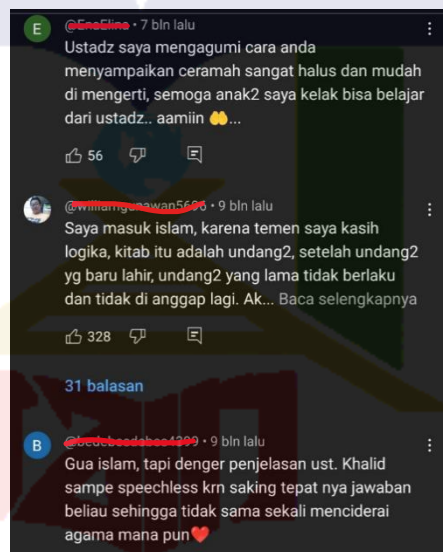 E
@EnaElina • 7 bln lalu
Ustadz saya mengagumi cara anda
menyampaikan ceramah sangat halus dan mudah
di mengerti, semoga anak2 saya kelak bisa belajar
dari ustadz.. aamiin 🤲...
56
• 9 bln lalu
Saya masuk islam, karena temen saya kasih
logika, kitab itu adalah undang2, setelah undang2
yg baru lahir, undang2 yang lama tidak berlaku
dan tidak di anggap lagi. Ak... Baca selengkapnya
328
31 balasan
B
• 9 bln lalu
Gua islam, tapi denger penjelasan ust. Khalid
sampe speechless krn saking tepat nya jawaban
beliau sehingga tidak sama sekali menciderai
agama mana pun❤️